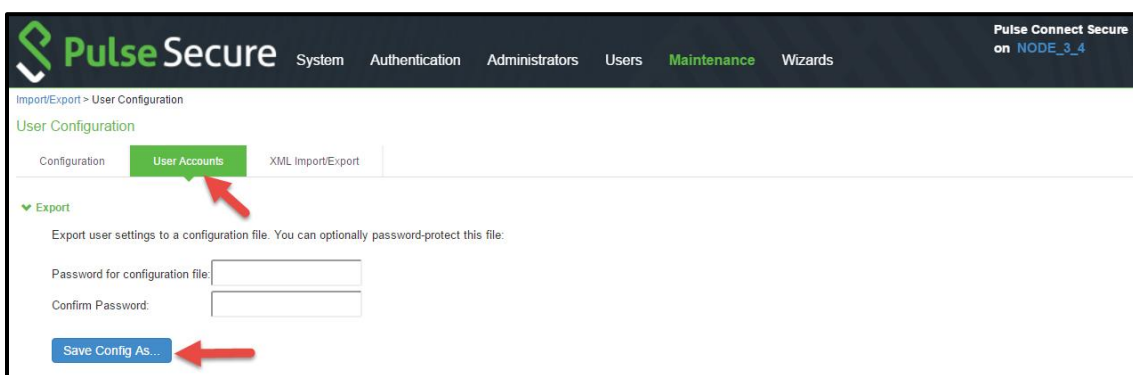 Pulse Secure
System Authentication Administrators Users Maintenance Wizards
Pulse Connect Secure
on NODE_3_4
Import/Export > User Configuration
User Configuration
Configuration User Accounts XML Import/Export
Export
Export user settings to a configuration file. You can optionally password-protect this file:
Password for configuration file:
Confirm Password:
Save Config As...